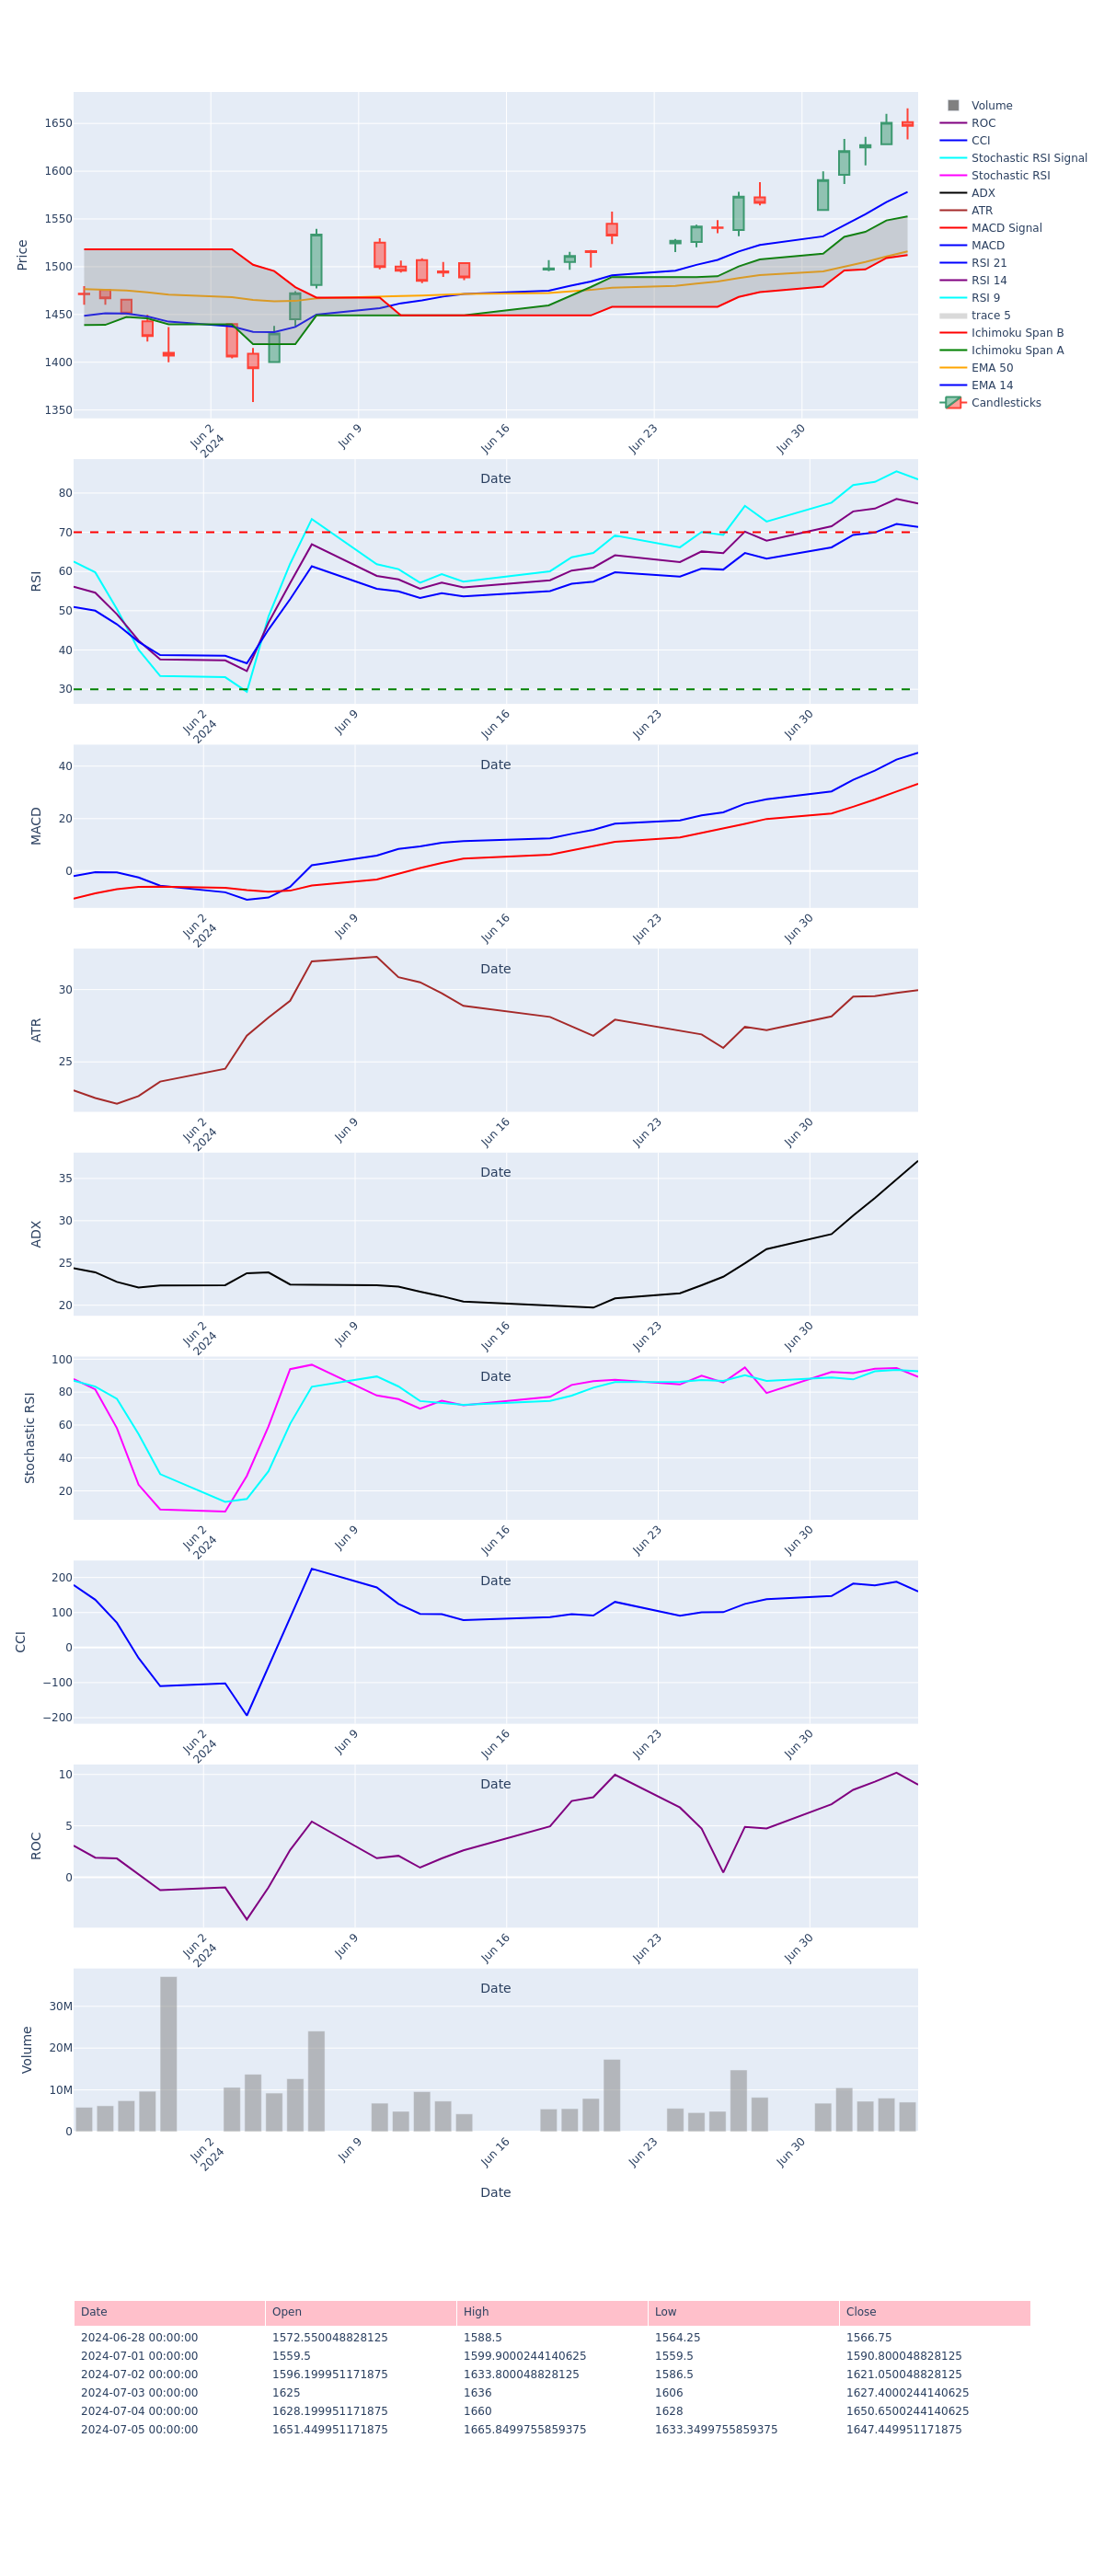 Price
1650
1600
1550
1500
1450
1400
1350
Jun 2
2024
Jun 9
Jun 16
Jun 23
Jun 30
Volume
ROC
CCI
Stochastic RSI Signal
Stochastic RSI
ADX
ATR
MACD Signal
MACD
RSI 21
RSI 14
RSI 9
trace 5
Ichimoku Span B
Ichimoku Span A
EMA 50
EMA 14
Candlesticks
Date
RSI
80
70
60
50
40
30
Jun 2
2024
Jun 9
Jun 16
Jun 23
Jun 30
Date
MACD
40
20
0
Jun 2
2024
Jun 9
Jun 16
Jun 23
Jun 30
Date
ATR
30
25
Jun 2
2024
Jun 9
Jun 16
Jun 23
Jun 30
Date
ADX
35
30
25
20
Jun 2
2024
Jun 9
Jun 16
Jun 23
Jun 30
Date
Stochastic RSI
100
80
60
40
20
Jun 2
2024
Jun 9
Jun 16
Jun 23
Jun 30
Date
CCI
200
100
0
−100
−200
Jun 2
2024
Jun 9
Jun 16
Jun 23
Jun 30
Date
ROC
10
5
0
Jun 2
2024
Jun 9
Jun 16
Jun 23
Jun 30
Date
Volume
30M
20M
10M
0
Jun 2
2024
Jun 9
Jun 16
Jun 23
Jun 30
Date
Date Open High Low Close
2024-06-28 00:00:00 1572.550048828125 1588.5 1564.25 1566.75
2024-07-01 00:00:00 1559.5 1599.9000244140625 1559.5 1590.800048828125
2024-07-02 00:00:00 1596.199951171875 1633.800048828125 1586.5 1621.050048828125
2024-07-03 00:00:00 1625 1636 1606 1627.4000244140625
2024-07-04 00:00:00 1628.199951171875 1660 1628 1650.6500244140625
2024-07-05 00:00:00 1651.449951171875 1665.8499755859375 1633.3499755859375 1647.449951171875